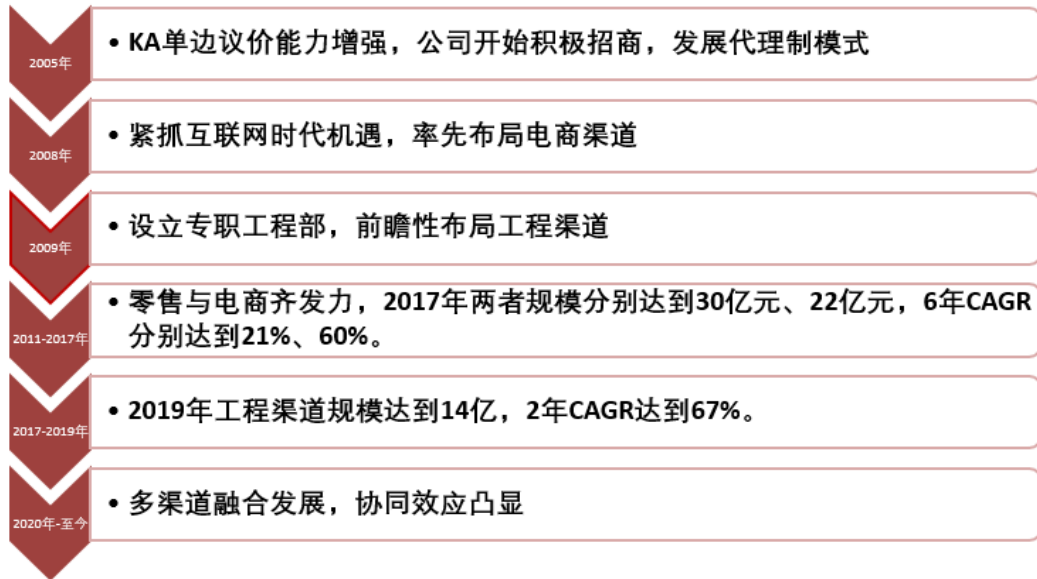 2005年
• KA单边议价能力增强，公司开始积极招商，发展代理制模式
2008年
• 紧抓互联网时代机遇，率先布局电商渠道
2009年
• 设立专职工程部，前瞻性布局工程渠道
2011-2017年
• 零售与电商齐发力，2017年两者规模分别达到30亿元、22亿元，6年CAGR
分别达到21%、60%。
2017-2019年
• 2019年工程渠道规模达到14亿，2年CAGR达到67%。
2020年-至今
• 多渠道融合发展，协同效应凸显